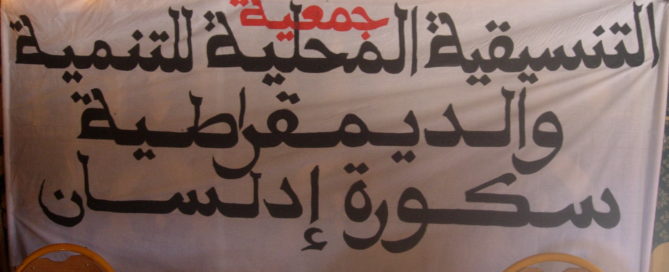 جمعية
التنسيقية المحلية للتنمية
والديمقراطية
سكورة إدلسان